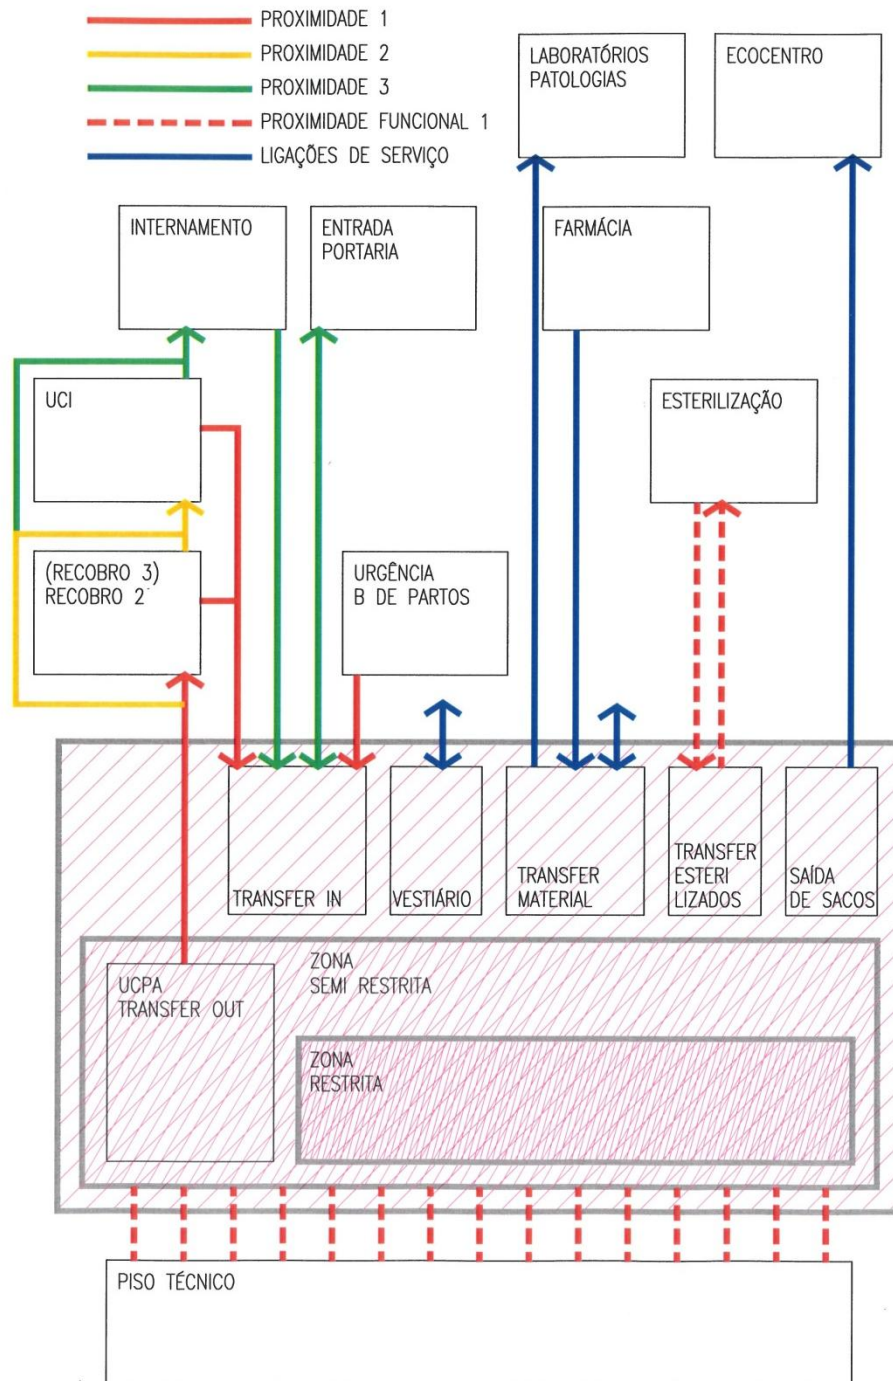 PROXIMIDADE 1
PROXIMIDADE 2
PROXIMIDADE 3
PROXIMIDADE FUNCIONAL 1
LIGAÇÕES DE SERVIÇO
LABORATÓRIOS
PATOLOGIAS
ECOCENTRO
INTERNAMENTO
ENTRADA
PORTARIA
FARMÁCIA
UCI
ESTERILIZAÇÃO
(RECOBRO 3)
RECOBRO 2
URGÊNCIA
B DE PARTOS
TRANSFER IN
VESTIÁRIO
TRANSFER
MATERIAL
TRANSFER
ESTERI
LIZADOS
SAÍDA
DE SACOS
UCPA
TRANSFER OUT
ZONA
SEMI RESTRITA
ZONA
RESTRITA
PISO TÉCNICO